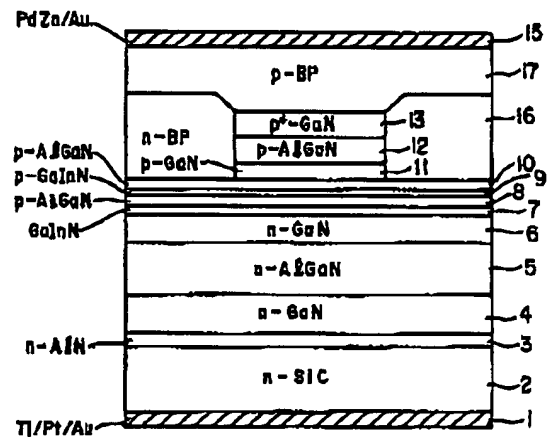 PdZn/Au
15
p-BP
17
p⁺-GaN
13
16
n-BP
p-AlGaN
12
p-GaN
11
p-AlGaN
10
p-GaInN
9
p-AlGaN
8
GaInN
7
n-GaN
6
n-AlGaN
5
n-GaN
4
n-AlN
3
n-SiC
2
Ti/Pt/Au
1